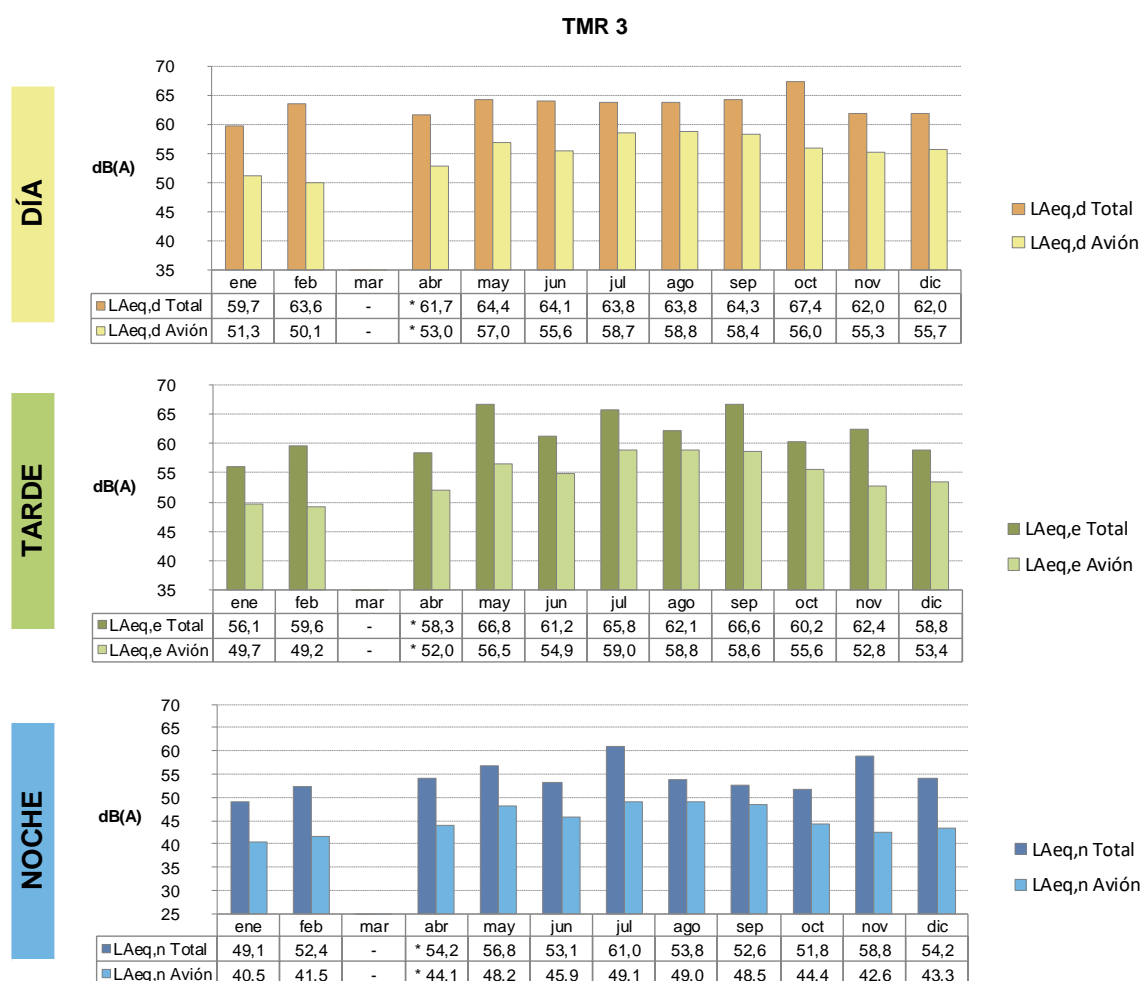 TMR 3
DÍA
dB(A)
70
65
60
55
50
45
40
35
ene feb mar abr may jun jul ago sep oct nov dic
LAeq,d Total 59,7 63,6 - * 61,7 64,4 64,1 63,8 63,8 64,3 67,4 62,0 62,0
LAeq,d Avión 51,3 50,1 - * 53,0 57,0 55,6 58,7 58,8 58,4 56,0 55,3 55,7
LAeq,d Total
LAeq,d Avión
TARDE
dB(A)
70
65
60
55
50
45
40
35
ene feb mar abr may jun jul ago sep oct nov dic
LAeq,e Total 56,1 59,6 - * 58,3 66,8 61,2 65,8 62,1 66,6 60,2 62,4 58,8
LAeq,e Avión 49,7 49,2 - * 52,0 56,5 54,9 59,0 58,8 58,6 55,6 52,8 53,4
LAeq,e Total
LAeq,e Avión
NOCHE
dB(A)
70
65
60
55
50
45
40
35
30
25
ene feb mar abr may jun jul ago sep oct nov dic
LAeq,n Total 49,1 52,4 - * 54,2 56,8 53,1 61,0 53,8 52,6 51,8 58,8 54,2
LAeq,n Avión 40,5 41,5 - * 44,1 48,2 45,9 49,1 49,0 48,5 44,4 42,6 43,3
LAeq,n Total
LAeq,n Avión